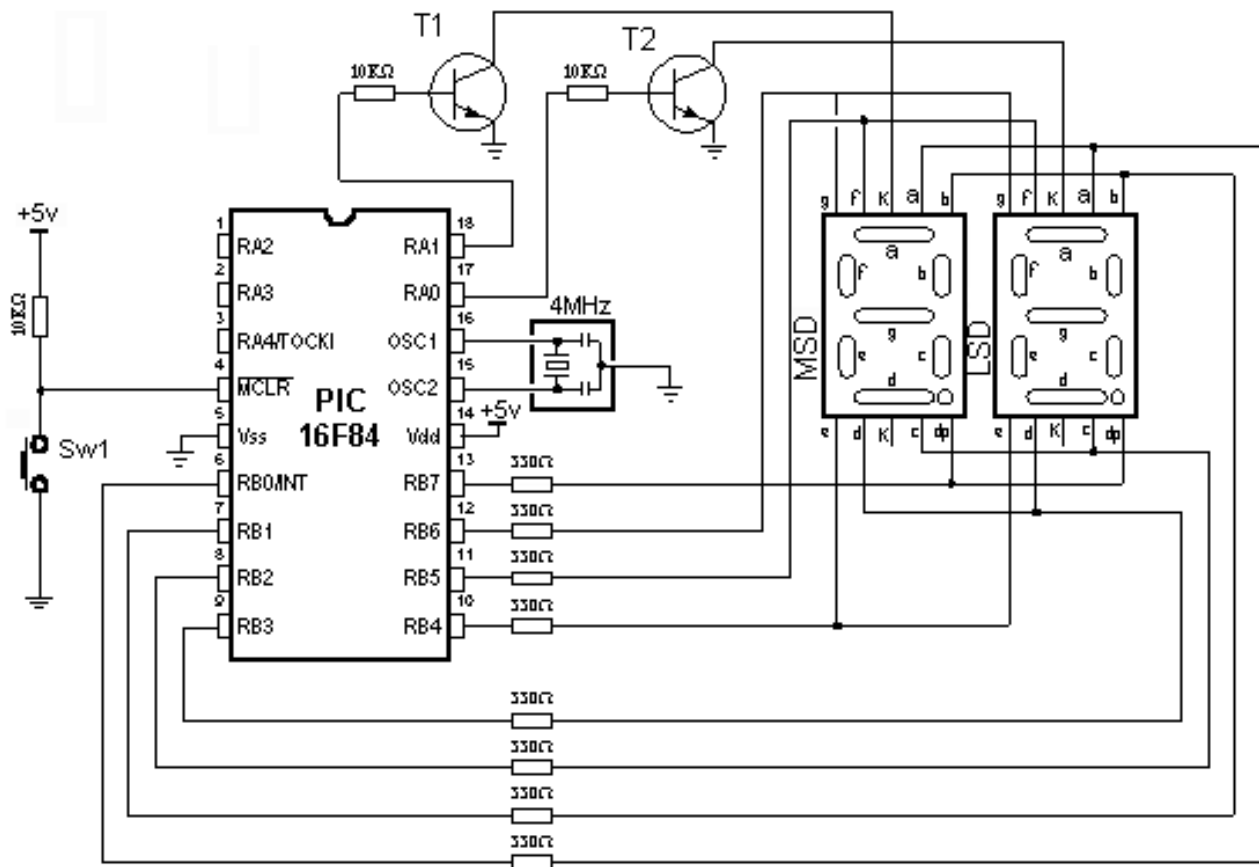 T1
T2
10KΩ
10KΩ
+5v
10KΩ
Sw1
1
RA2
2
RA3
3
RA4/TOCKI
4
MCLR
5
Vss
6
RB0/INT
7
RB1
8
RB2
9
RB3
PIC
16F84
18
RA1
17
RA0
16
OSC1
15
OSC2
14
Vdd
13
RB7
12
RB6
11
RB5
10
RB4
4MHz
+5v
330Ω
330Ω
330Ω
330Ω
330Ω
330Ω
330Ω
330Ω
g f K a b
g f K a b
MSD
a
f b
g
e c
d
LSD
a
f b
g
e c
d
e d K c dp
e d K c dp